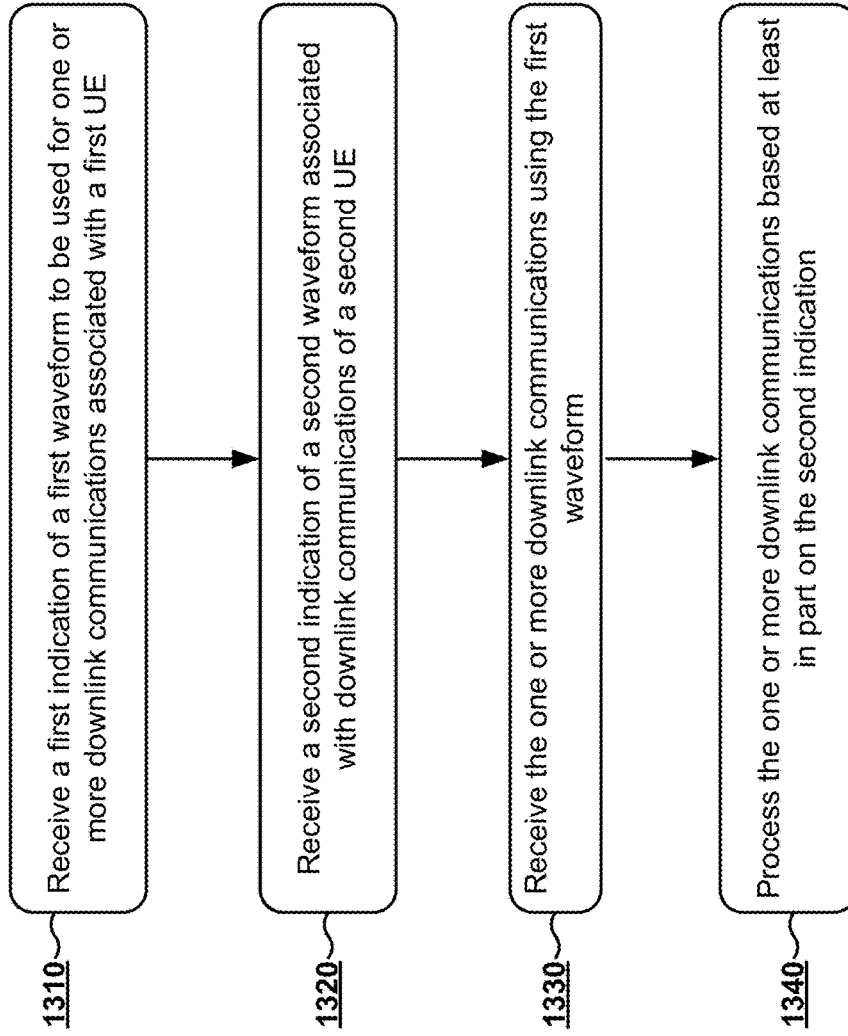 1310
Receive a first indication of a first waveform to be used for one or
more downlink communications associated with a first UE
1320
Receive a second indication of a second waveform associated
with downlink communications of a second UE
1330
Receive the one or more downlink communications using the first
waveform
1340
Process the one or more downlink communications based at least
in part on the second indication